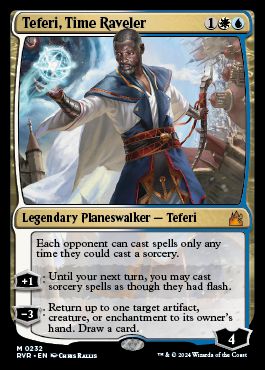 Teferi, Time Raveler 1
Legendary Planeswalker — Teferi
Each opponent can cast spells only any
time they could cast a sorcery.
+1 : Until your next turn, you may cast
sorcery spells as though they had flash.
−3 : Return up to one target artifact,
creature, or enchantment to its owner's
hand. Draw a card.
4
M 0232
RVR • EN Chris Rallis
™ & © 2024 Wizards of the Coast